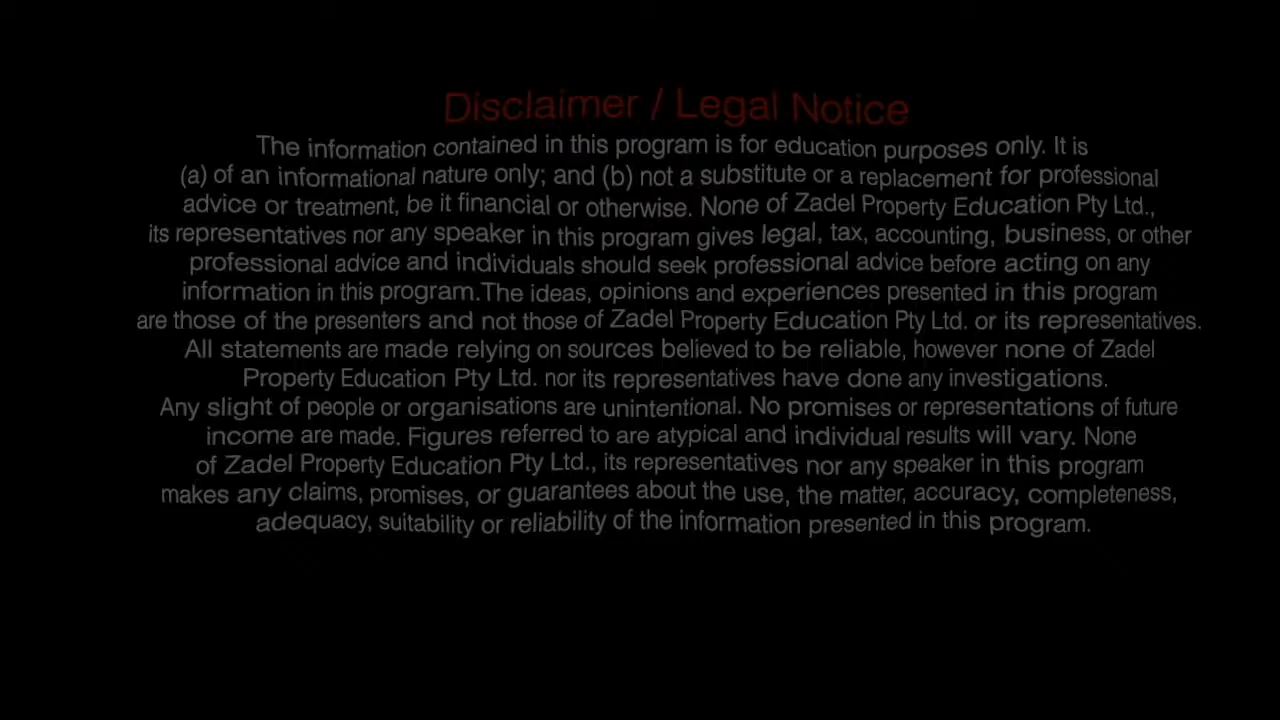 Disclaimer / Legal Notice
The information contained in this program is for education purposes only. It is
(a) of an informational nature only; and (b) not a substitute or a replacement for professional
advice or treatment, be it financial or otherwise. None of Zadel Property Education Pty Ltd.,
its representatives nor any speaker in this program gives legal, tax, accounting, business, or other
professional advice and individuals should seek professional advice before acting on any
information in this program.The ideas, opinions and experiences presented in this program
are those of the presenters and not those of Zadel Property Education Pty Ltd. or its representatives.
All statements are made relying on sources believed to be reliable, however none of Zadel
Property Education Pty Ltd. nor its representatives have done any investigations.
Any slight of people or organisations are unintentional. No promises or representations of future
income are made. Figures referred to are atypical and individual results will vary. None
of Zadel Property Education Pty Ltd., its representatives nor any speaker in this program
makes any claims, promises, or guarantees about the use, the matter, accuracy, completeness,
adequacy, suitability or reliability of the information presented in this program.